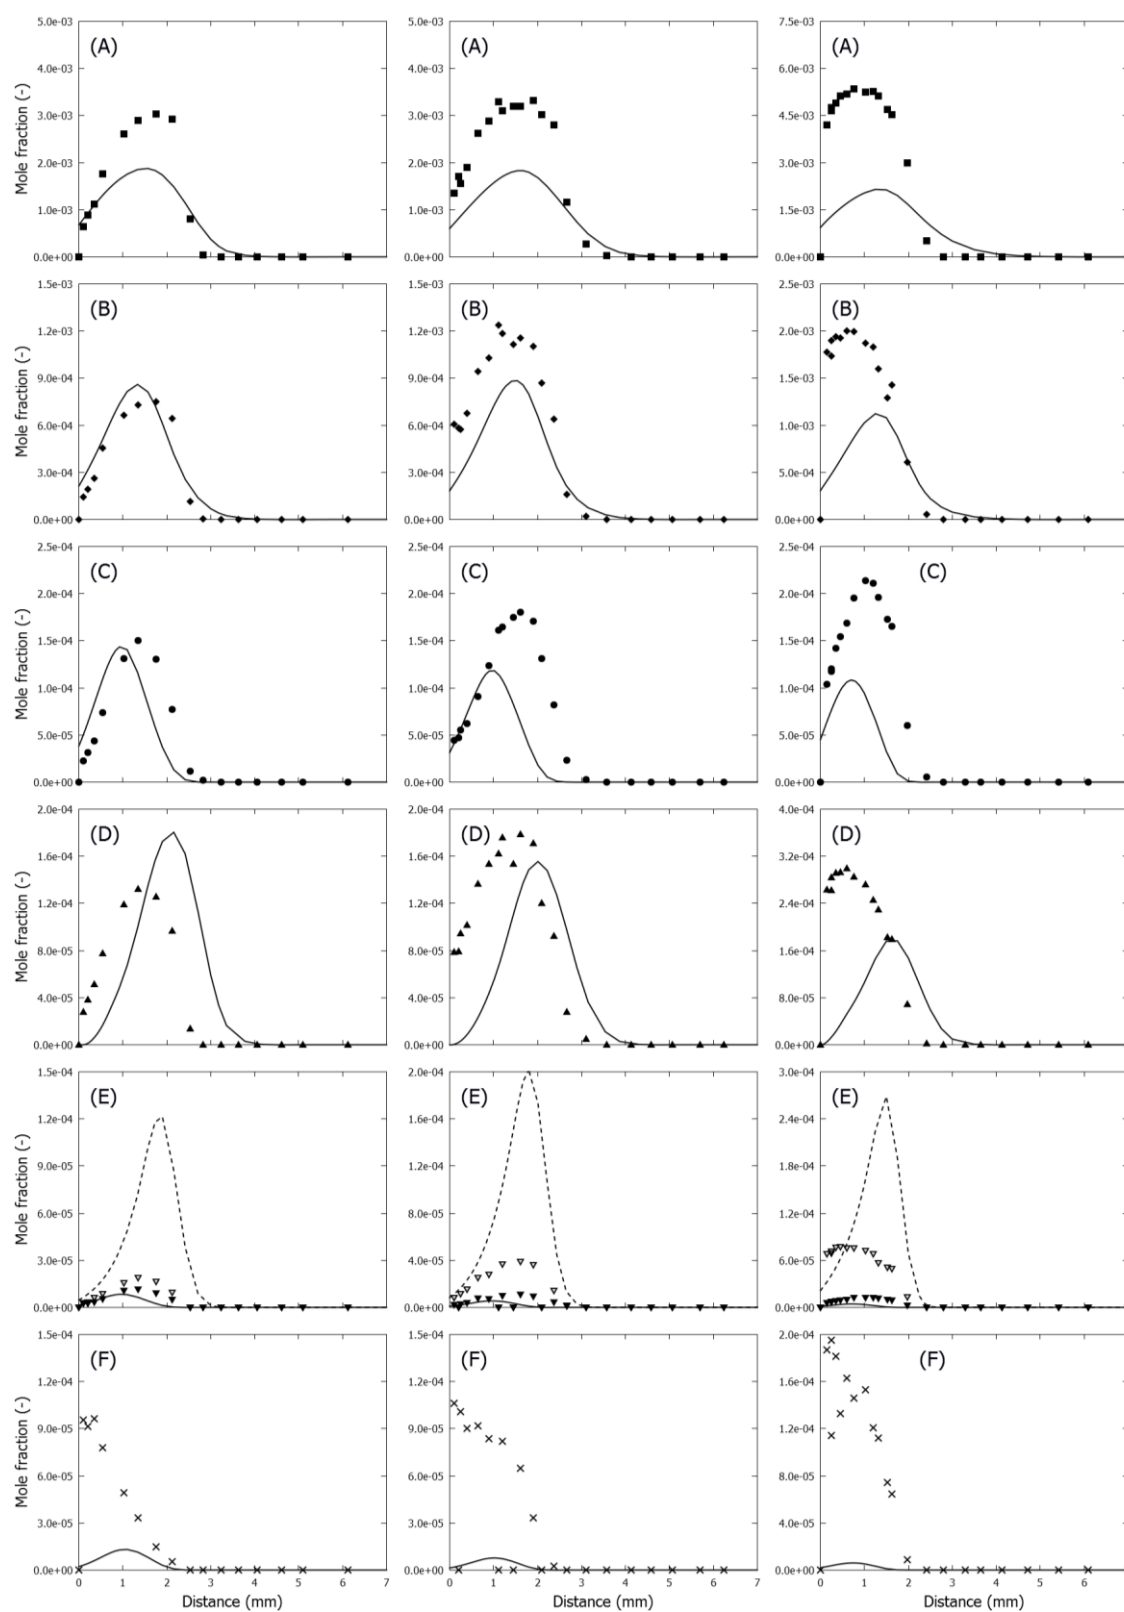 5.0e-03 5.0e-03 7.5e-03
(A) (A) (A)
4.0e-03 4.0e-03 6.0e-03
3.0e-03 3.0e-03 4.5e-03
Mole fraction (-)
2.0e-03 2.0e-03 3.0e-03
1.0e-03 1.0e-03 1.5e-03
0.0e+00 0.0e+00 0.0e+00
1.5e-03 1.5e-03 2.5e-03
(B) (B) (B)
1.2e-03 1.2e-03 2.0e-03
9.0e-04 9.0e-04 1.5e-03
Mole fraction (-)
6.0e-04 6.0e-04 1.0e-03
3.0e-04 3.0e-04 5.0e-04
0.0e+00 0.0e+00 0.0e+00
2.5e-04 2.5e-04 2.5e-04
(C) (C) (C)
2.0e-04 2.0e-04 2.0e-04
1.5e-04 1.5e-04 1.5e-04
Mole fraction (-)
1.0e-04 1.0e-04 1.0e-04
5.0e-05 5.0e-05 5.0e-05
0.0e+00 0.0e+00 0.0e+00
2.0e-04 2.0e-04 4.0e-04
(D) (D) (D)
1.6e-04 1.6e-04 3.2e-04
1.2e-04 1.2e-04 2.4e-04
Mole fraction (-)
8.0e-05 8.0e-05 1.6e-04
4.0e-05 4.0e-05 8.0e-05
0.0e+00 0.0e+00 0.0e+00
1.5e-04 2.0e-04 3.0e-04
(E) (E) (E)
1.2e-04 1.6e-04 2.4e-04
9.0e-05 1.2e-04 1.8e-04
Mole fraction (-)
6.0e-05 8.0e-05 1.2e-04
3.0e-05 4.0e-05 6.0e-05
0.0e+00 0.0e+00 0.0e+00
1.5e-04 1.5e-04 2.0e-04
(F) (F) (F)
1.2e-04 1.2e-04 1.6e-04
9.0e-05 9.0e-05 1.2e-04
Mole fraction (-)
6.0e-05 6.0e-05 8.0e-05
3.0e-05 3.0e-05 4.0e-05
0.0e+00 0.0e+00 0.0e+00
0 1 2 3 4 5 6 7 0 1 2 3 4 5 6 7 0 1 2 3 4 5 6
Distance (mm) Distance (mm) Distance (mm)